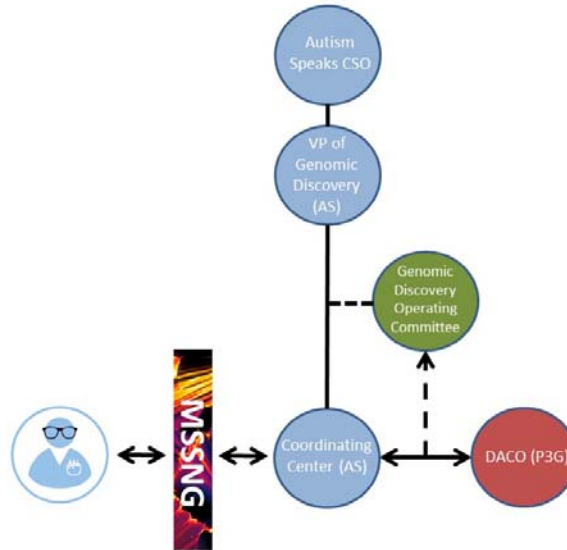 Autism
Speaks CSO
VP of
Genomic
Discovery
(AS)
Genomic
Discovery
Operating
Committee
MSSNG
Coordinating
Center (AS)
DACO (P3G)